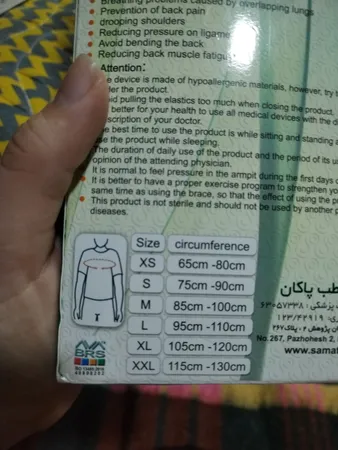 Breathing problems caused by overlapping lungs
Prevention of back pain
drooping shoulders
Reducing pressure on ligame
Avoid bending the back
Reducing back muscle fatigu
Attention:
e device is made of hypoallergenic materials, however, try t
der the product.
oid pulling the elastics too much when closing the product.
better for your health to use all medical devices with the d
scription of your doctor.
e best time to use the product is while sitting and standing a
se the product while sleeping.
The duration of daily use of the product and the period of its u
opinion of the attending physician.
It is normal to feel pressure in the armpit during the first days o
It is better to have a proper exercise program to strengthen yo
same time as using the brace, so that the effect of using the p
This product is not sterile and should not be used by another p
diseases.
Size circumference
XS 65cm -80cm
S 75cm -90cm
M 85cm -100cm
L 95cm -110cm
XL 105cm -120cm
XXL 115cm -130cm
BRS
طب پاکان
No.267, Pazhohesh 2,
www.samat